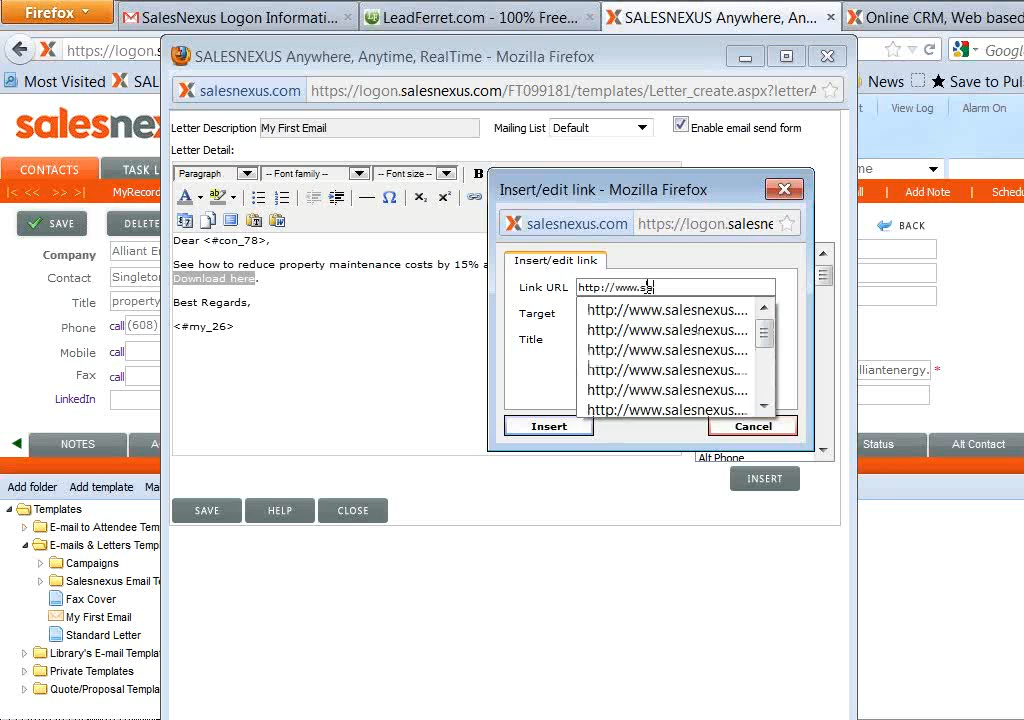 Firefox
SalesNexus Logon Informati...
LeadFerret.com - 100% Free...
SALESNEXUS Anywhere, An...
Online CRM, Web based
https://logon.s
Googl
Most Visited
SAL
News
Save to Pul
SALESNEXUS Anywhere, Anytime, RealTime - Mozilla Firefox
salesnexus.com
https://logon.salesnexus.com/FT099181/templates/Letter_create.aspx?letterA
View Log
Alarm On
salesnex
CONTACTS
TASK L
|< << >> >|
MyRecord
Add Note
Schedu
SAVE
DELETE
BACK
Company
Alliant En
Contact
Singleton
Title
property
Phone
call
(608)
Mobile
call
Fax
call
LinkedIn
alliantenergy. *
NOTES
Status
Alt Contact
Letter Description
My First Email
Mailing List
Default
Enable email send form
Letter Detail:
Paragraph
-- Font family --
-- Font size --
B
Dear <#con_78>,
See how to reduce property maintenance costs by 15% a
Download here.
Best Regards,
<#my_26>
Insert/edit link - Mozilla Firefox
salesnexus.com
https://logon.salesne
Insert/edit link
Link URL
http://www.sa
Target
Title
http://www.salesnexus....
http://www.salesnexus....
http://www.salesnexus....
http://www.salesnexus....
http://www.salesnexus....
http://www.salesnexus....
Insert
Cancel
Alt Phone
INSERT
SAVE
HELP
CLOSE
Add folder
Add template
Ma
Templates
E-mail to Attendee Tem
E-mails & Letters Templ
Campaigns
Salesnexus Email T
Fax Cover
My First Email
Standard Letter
Library's E-mail Templa
Private Templates
Quote/Proposal Templa